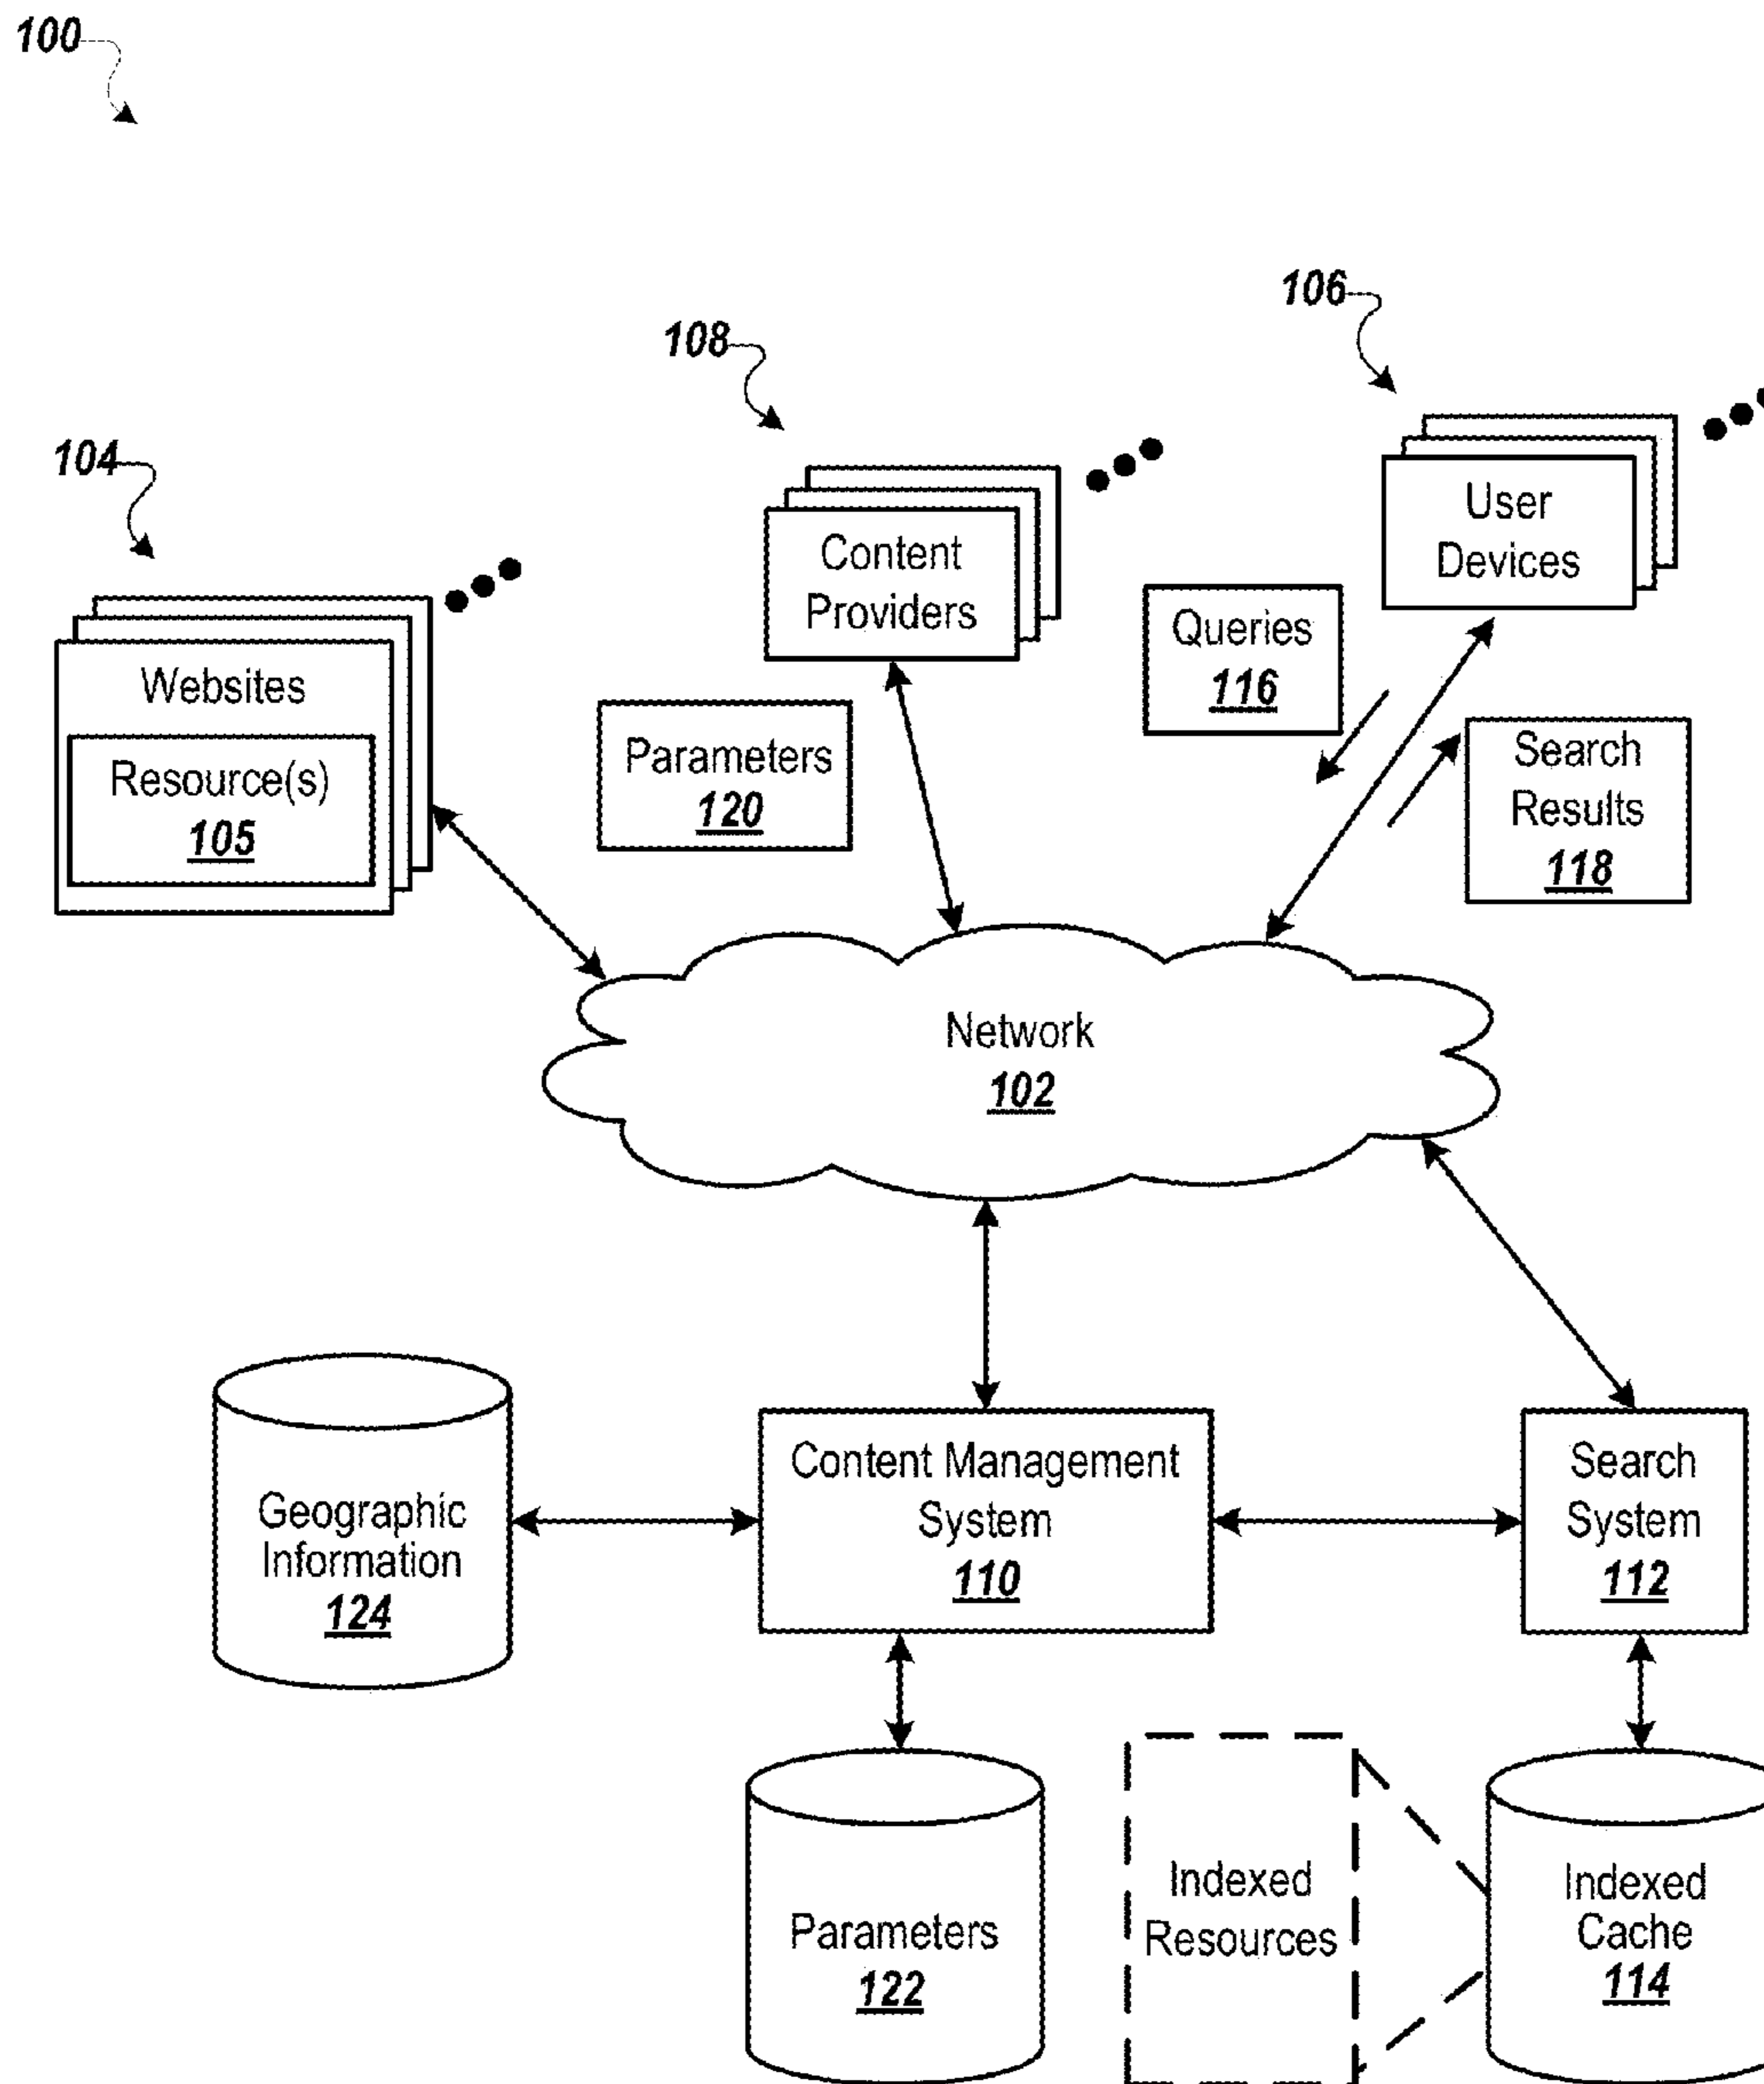 100
106
108
104
User
Devices
Content
Providers
Queries
116
Websites
Parameters
120
Search
Results
118
Resource(s)
105
Network
102
Content Management
System
110
Search
System
112
Geographic
Information
124
Indexed
Resources
Indexed
Cache
114
Parameters
122